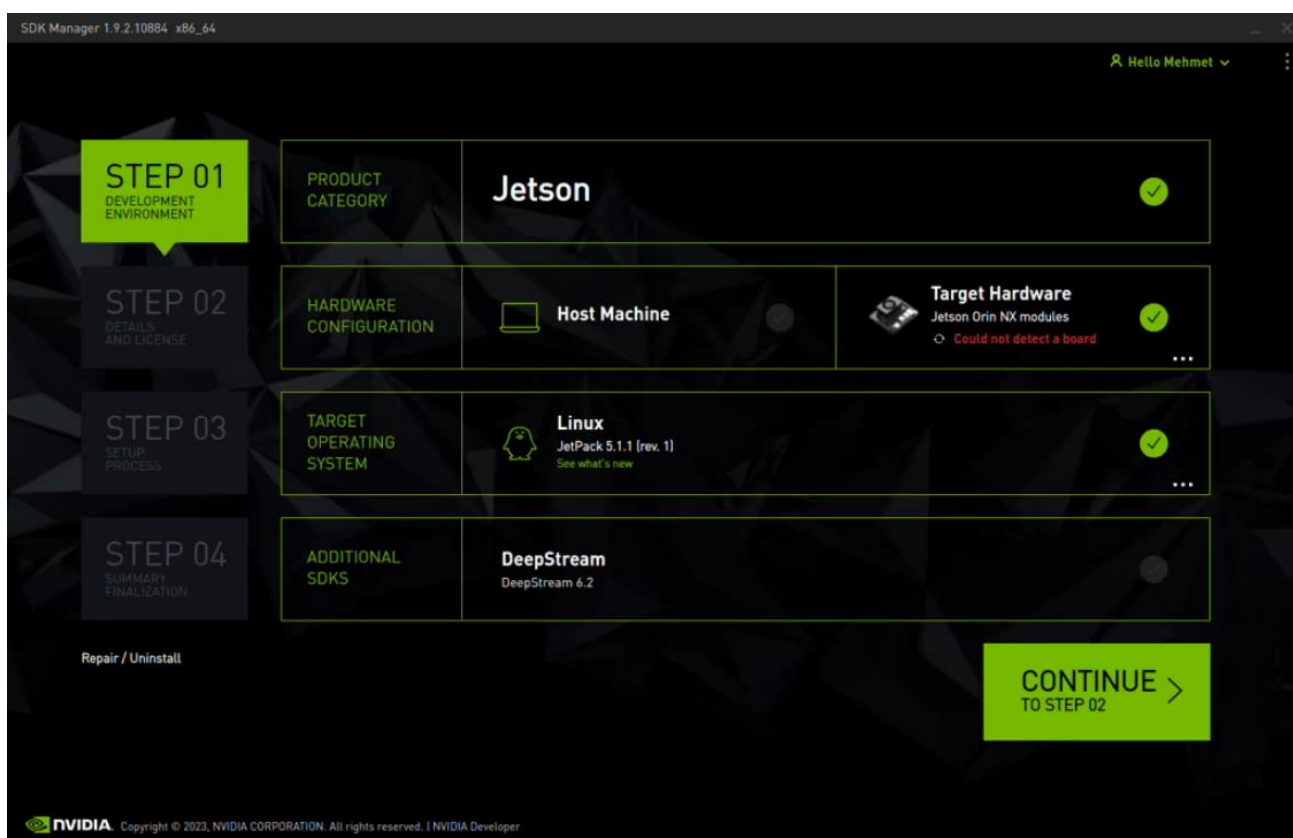 SDK Manager 1.9.2.10884 x86_64
Hello Mehmet
STEP 01
DEVELOPMENT
ENVIRONMENT
PRODUCT
CATEGORY
Jetson
STEP 02
DETAILS
AND LICENSE
HARDWARE
CONFIGURATION
Host Machine
Target Hardware
Jetson Orin NX modules
Could not detect a board
...
STEP 03
SETUP
PROCESS
TARGET
OPERATING
SYSTEM
Linux
JetPack 5.1.1 (rev. 1)
See what's new
...
STEP 04
SUMMARY
FINALIZATION
ADDITIONAL
SDKS
DeepStream
DeepStream 6.2
Repair / Uninstall
CONTINUE >
TO STEP 02
NVIDIA. Copyright © 2023, NVIDIA CORPORATION. All rights reserved. | NVIDIA Developer